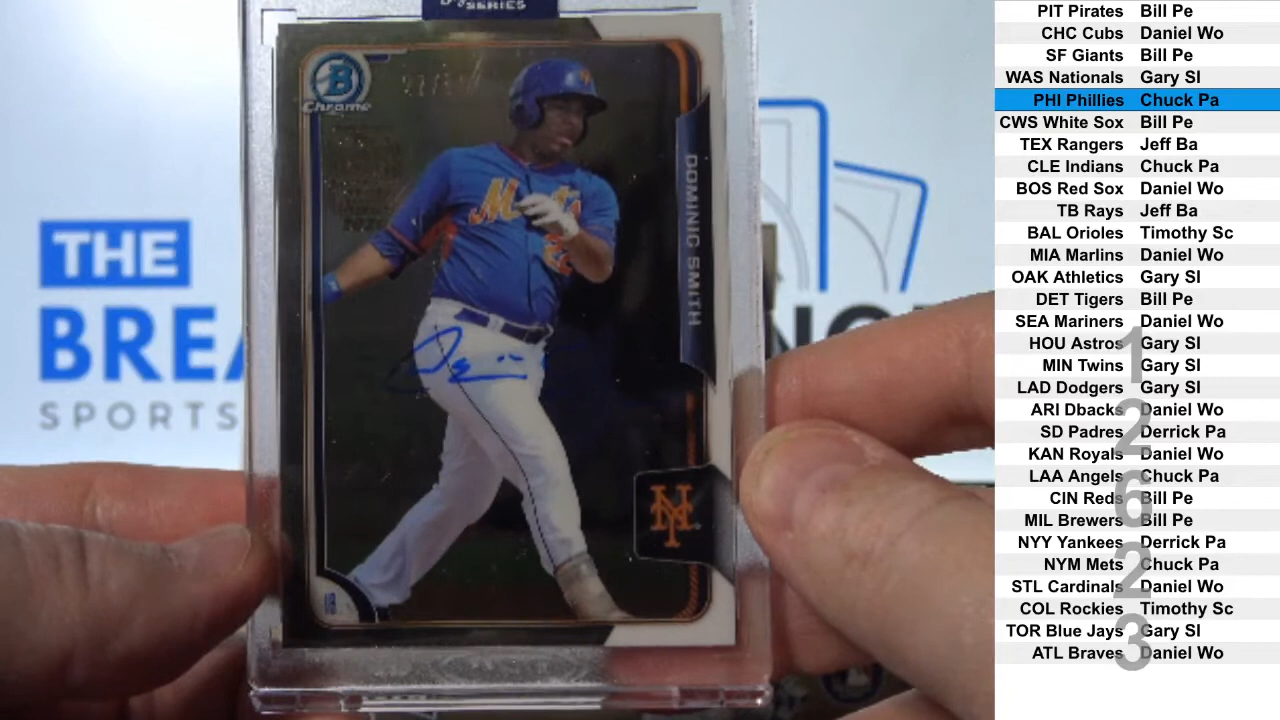 SERIES
B
Chrome
DOMINIC SMITH
Mets
NY
THE
BREA
SPORTS
PIT Pirates Bill Pe
CHC Cubs Daniel Wo
SF Giants Bill Pe
WAS Nationals Gary Sl
PHI Phillies Chuck Pa
CWS White Sox Bill Pe
TEX Rangers Jeff Ba
CLE Indians Chuck Pa
BOS Red Sox Daniel Wo
TB Rays Jeff Ba
BAL Orioles Timothy Sc
MIA Marlins Daniel Wo
OAK Athletics Gary Sl
DET Tigers Bill Pe
SEA Mariners Daniel Wo
HOU Astros Gary Sl
MIN Twins Gary Sl
LAD Dodgers Gary Sl
ARI Dbacks Daniel Wo
SD Padres Derrick Pa
KAN Royals Daniel Wo
LAA Angels Chuck Pa
CIN Reds Bill Pe
MIL Brewers Bill Pe
NYY Yankees Derrick Pa
NYM Mets Chuck Pa
STL Cardinals Daniel Wo
COL Rockies Timothy Sc
TOR Blue Jays Gary Sl
ATL Braves Daniel Wo
1
2
6
2
3